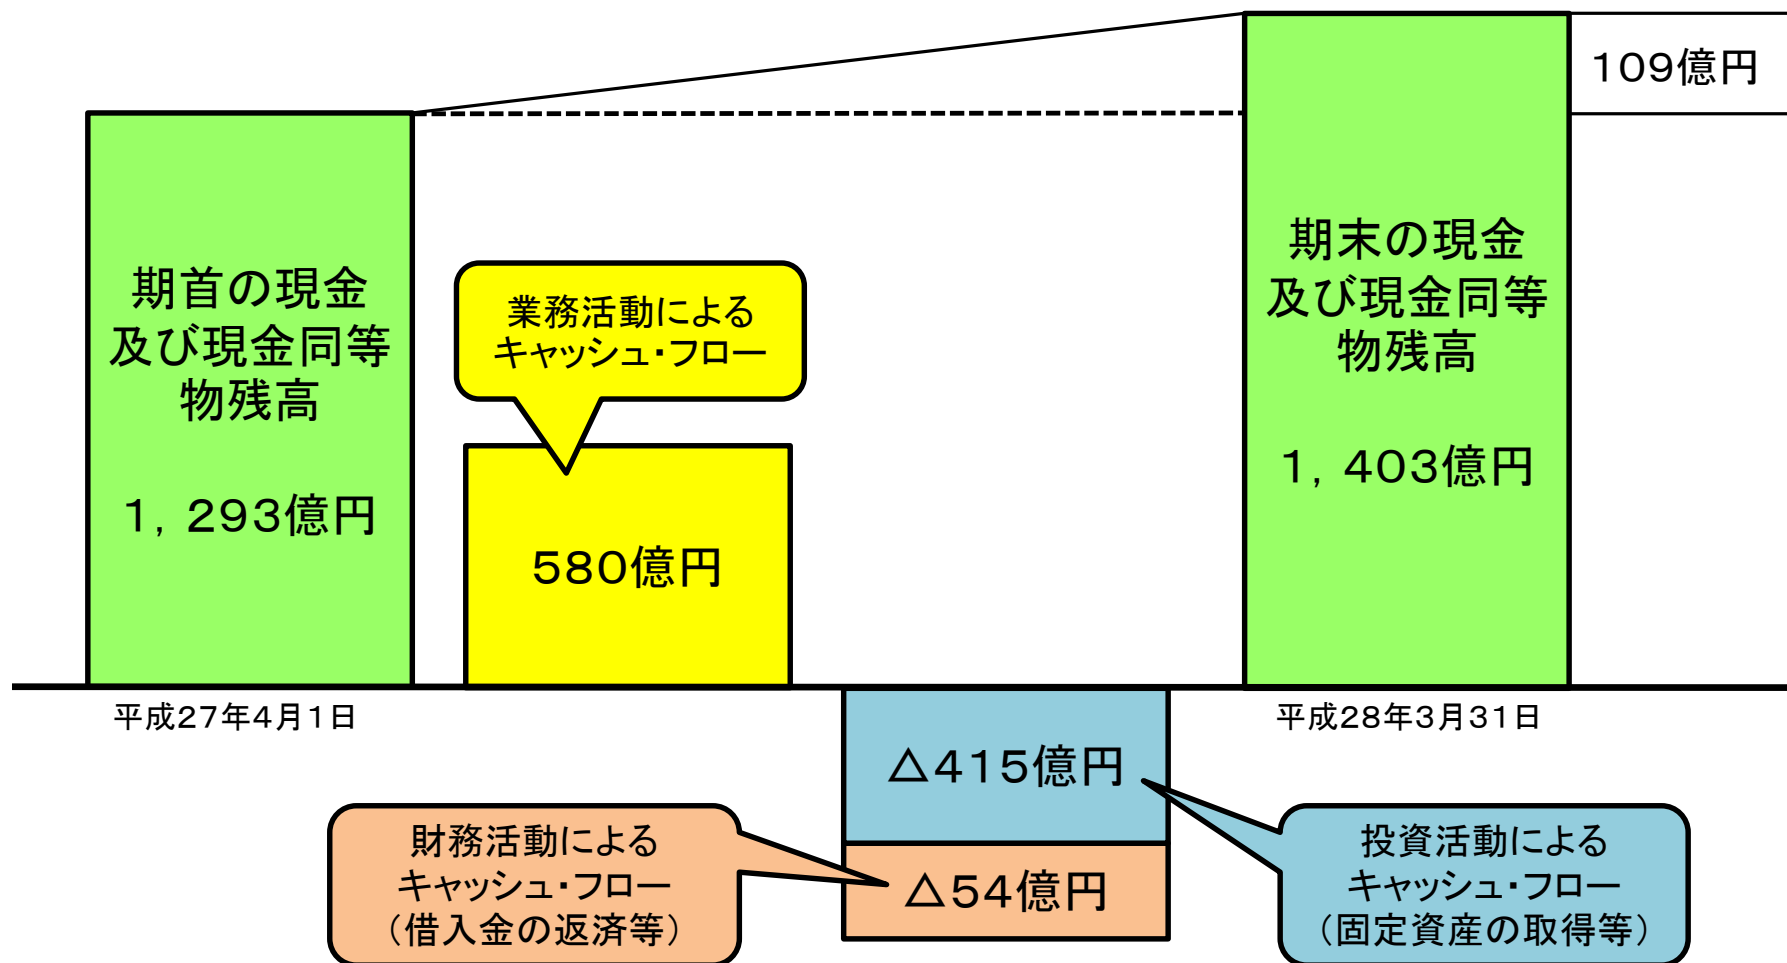 109億円
期首の現金
及び現金同等
物残高
1，293億円
業務活動による
キャッシュ・フロー
580億円
期末の現金
及び現金同等
物残高
1，403億円
平成27年4月1日
平成28年3月31日
△415億円
△54億円
財務活動による
キャッシュ・フロー
（借入金の返済等）
投資活動による
キャッシュ・フロー
（固定資産の取得等）